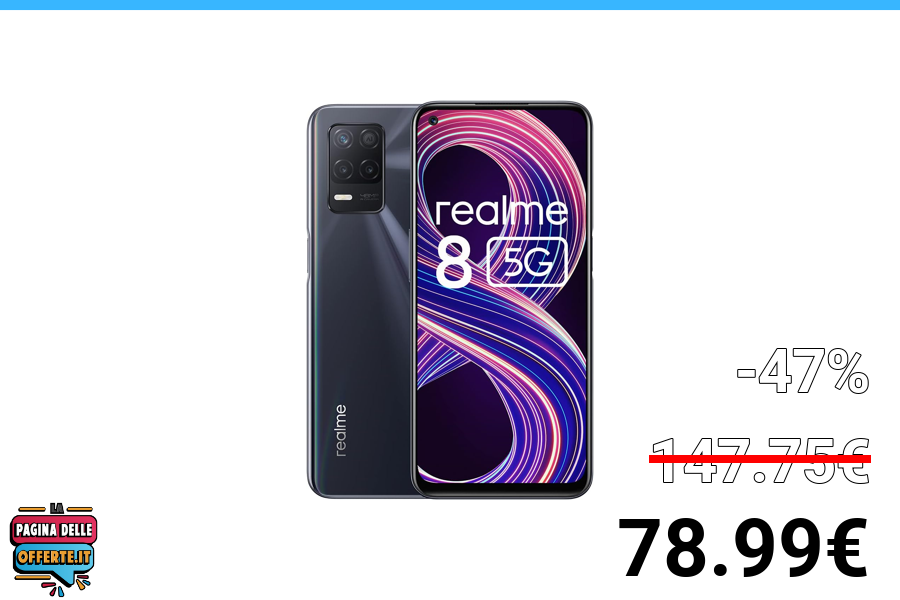 realme
8 5G
realme
-47%
147.75€
78.99€
LA
PAGINA DELLE
OFFERTE.IT